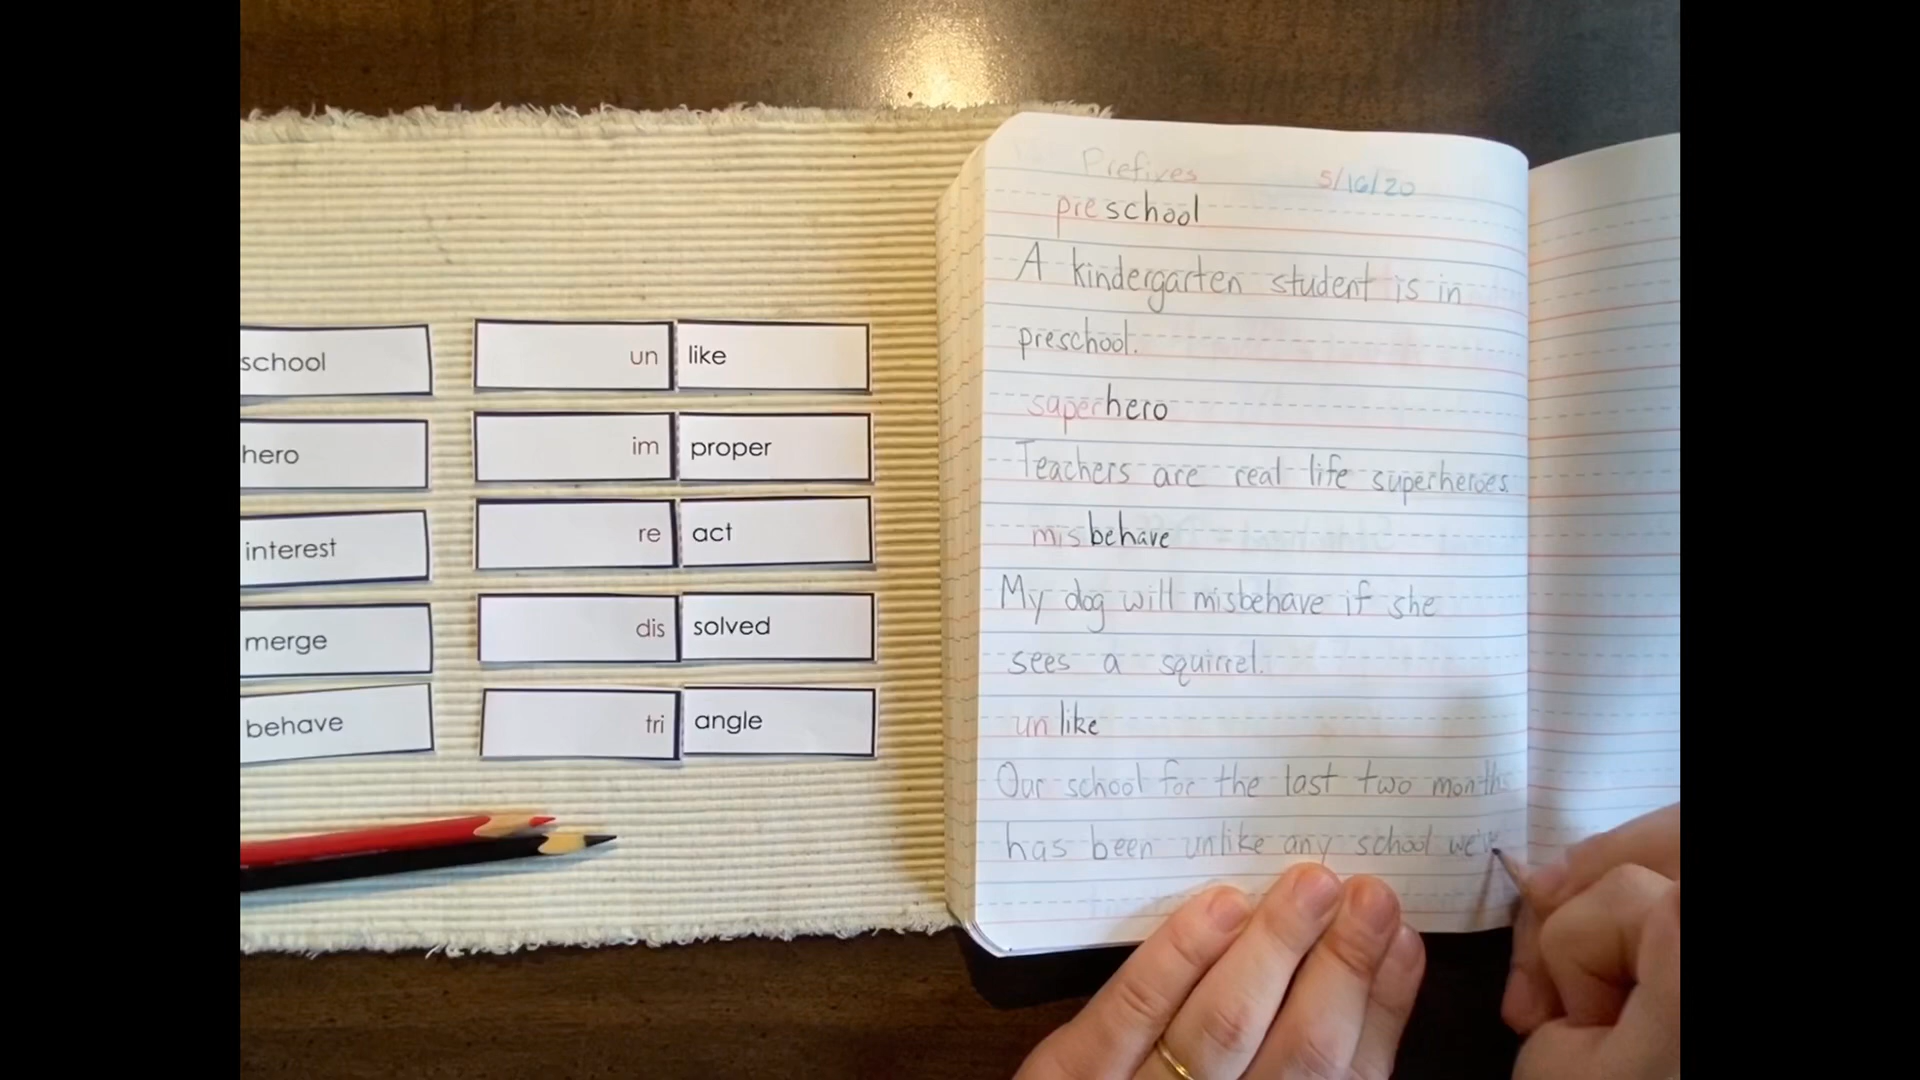 school
hero
interest
merge
behave
un like
im proper
re act
dis solved
tri angle
Prefixes 5/16/20
preschool
A kindergarten student is in
preschool.
superhero
Teachers are real life superheroes.
misbehave
My dog will misbehave if she
sees a squirrel.
unlike
Our school for the last two months
has been unlike any school we've